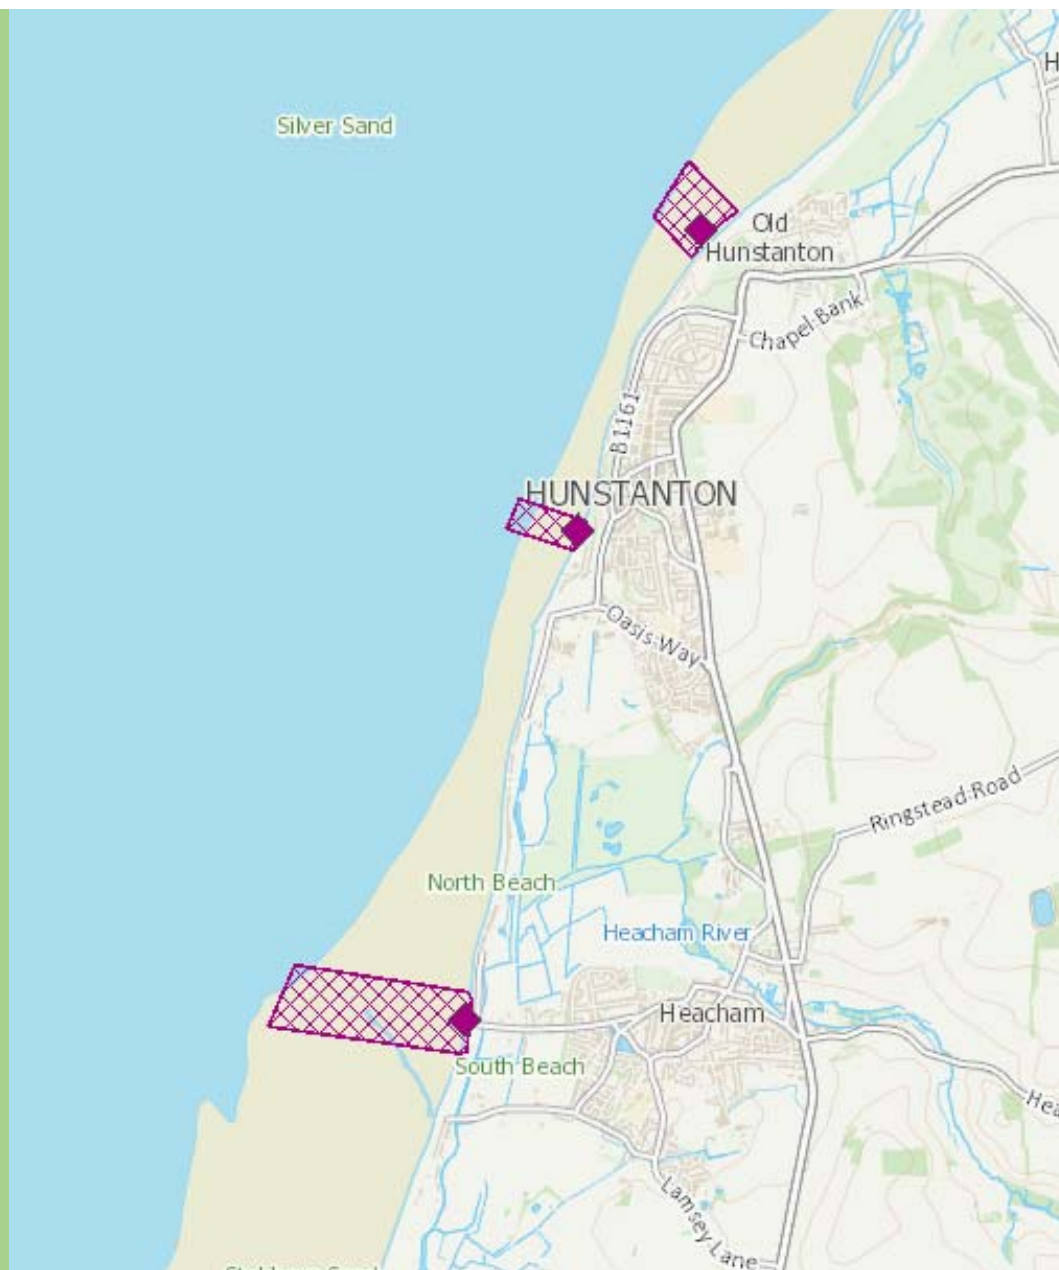 H
Silver Sand
Old
Hunstanton
Chapel Bank
B1161
HUNSTANTON
Oasis Way
Ringstead Road
North Beach
Heacham River
Heacham
South Beach
Hea
Lamsey Lane